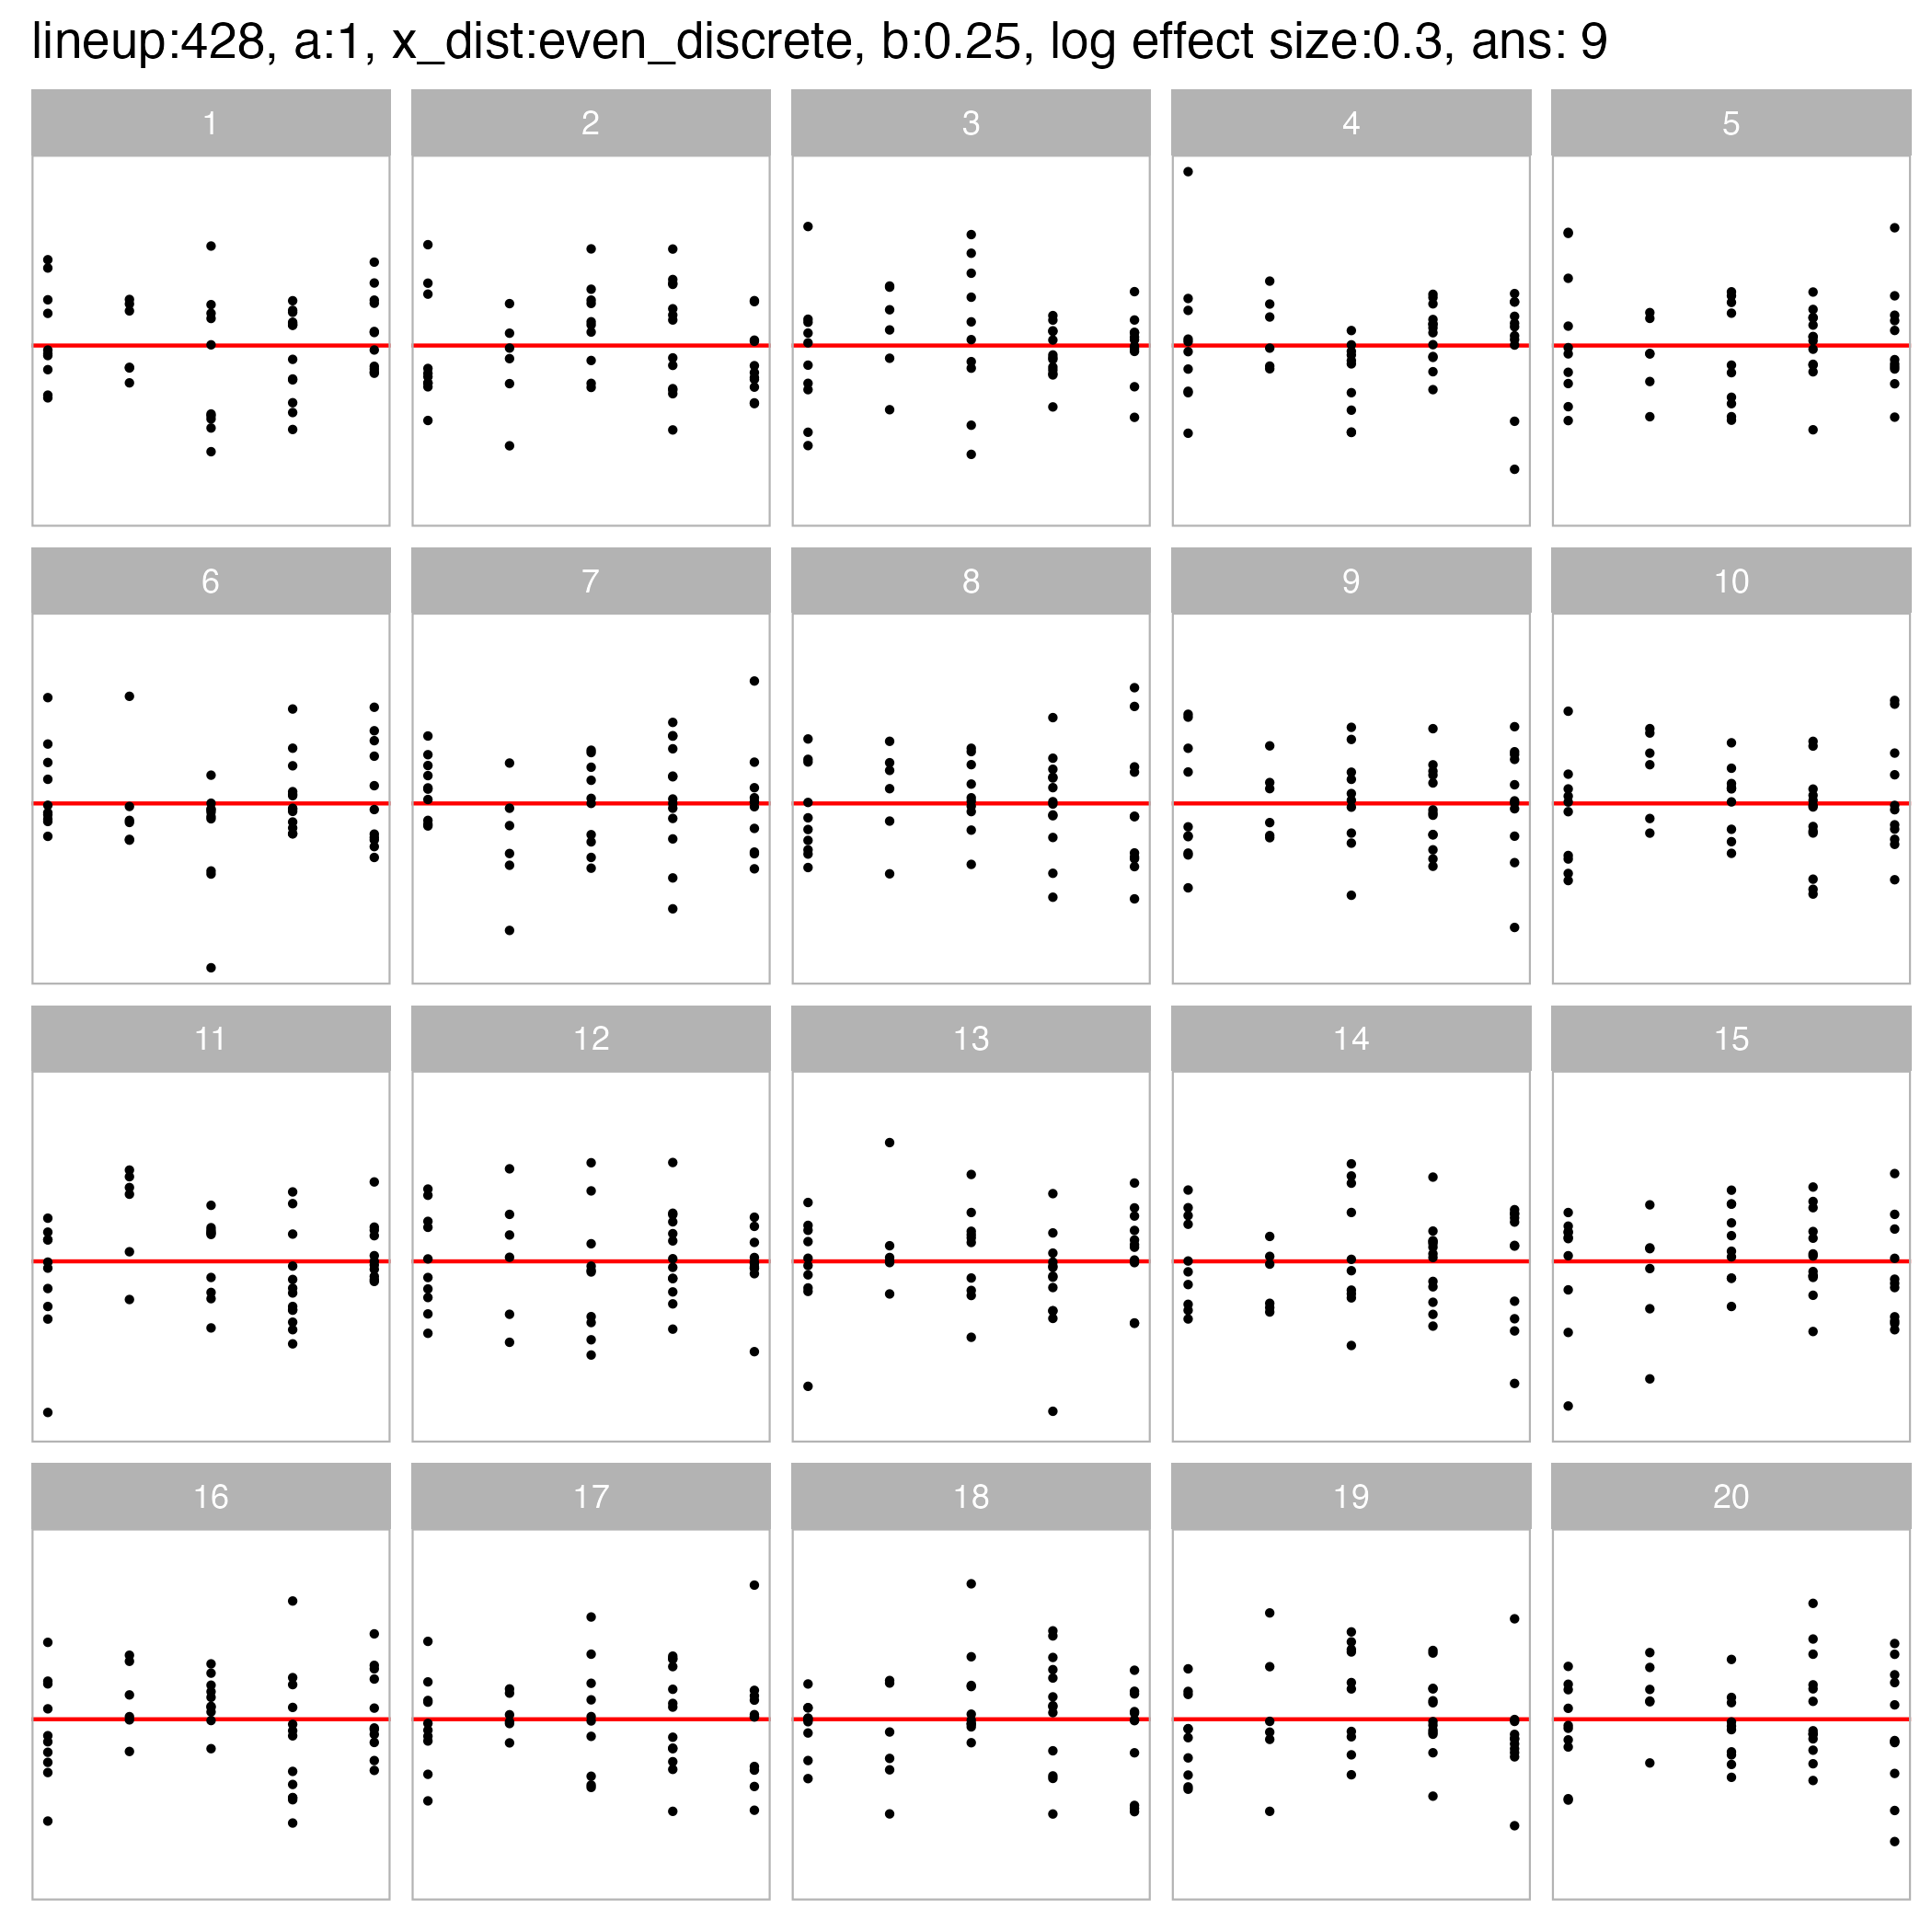 lineup:428, a:1, x_dist:even_discrete, b:0.25, log effect size:0.3, ans: 9
1 2 3 4 5
6 7 8 9 10
11 12 13 14 15
16 17 18 19 20